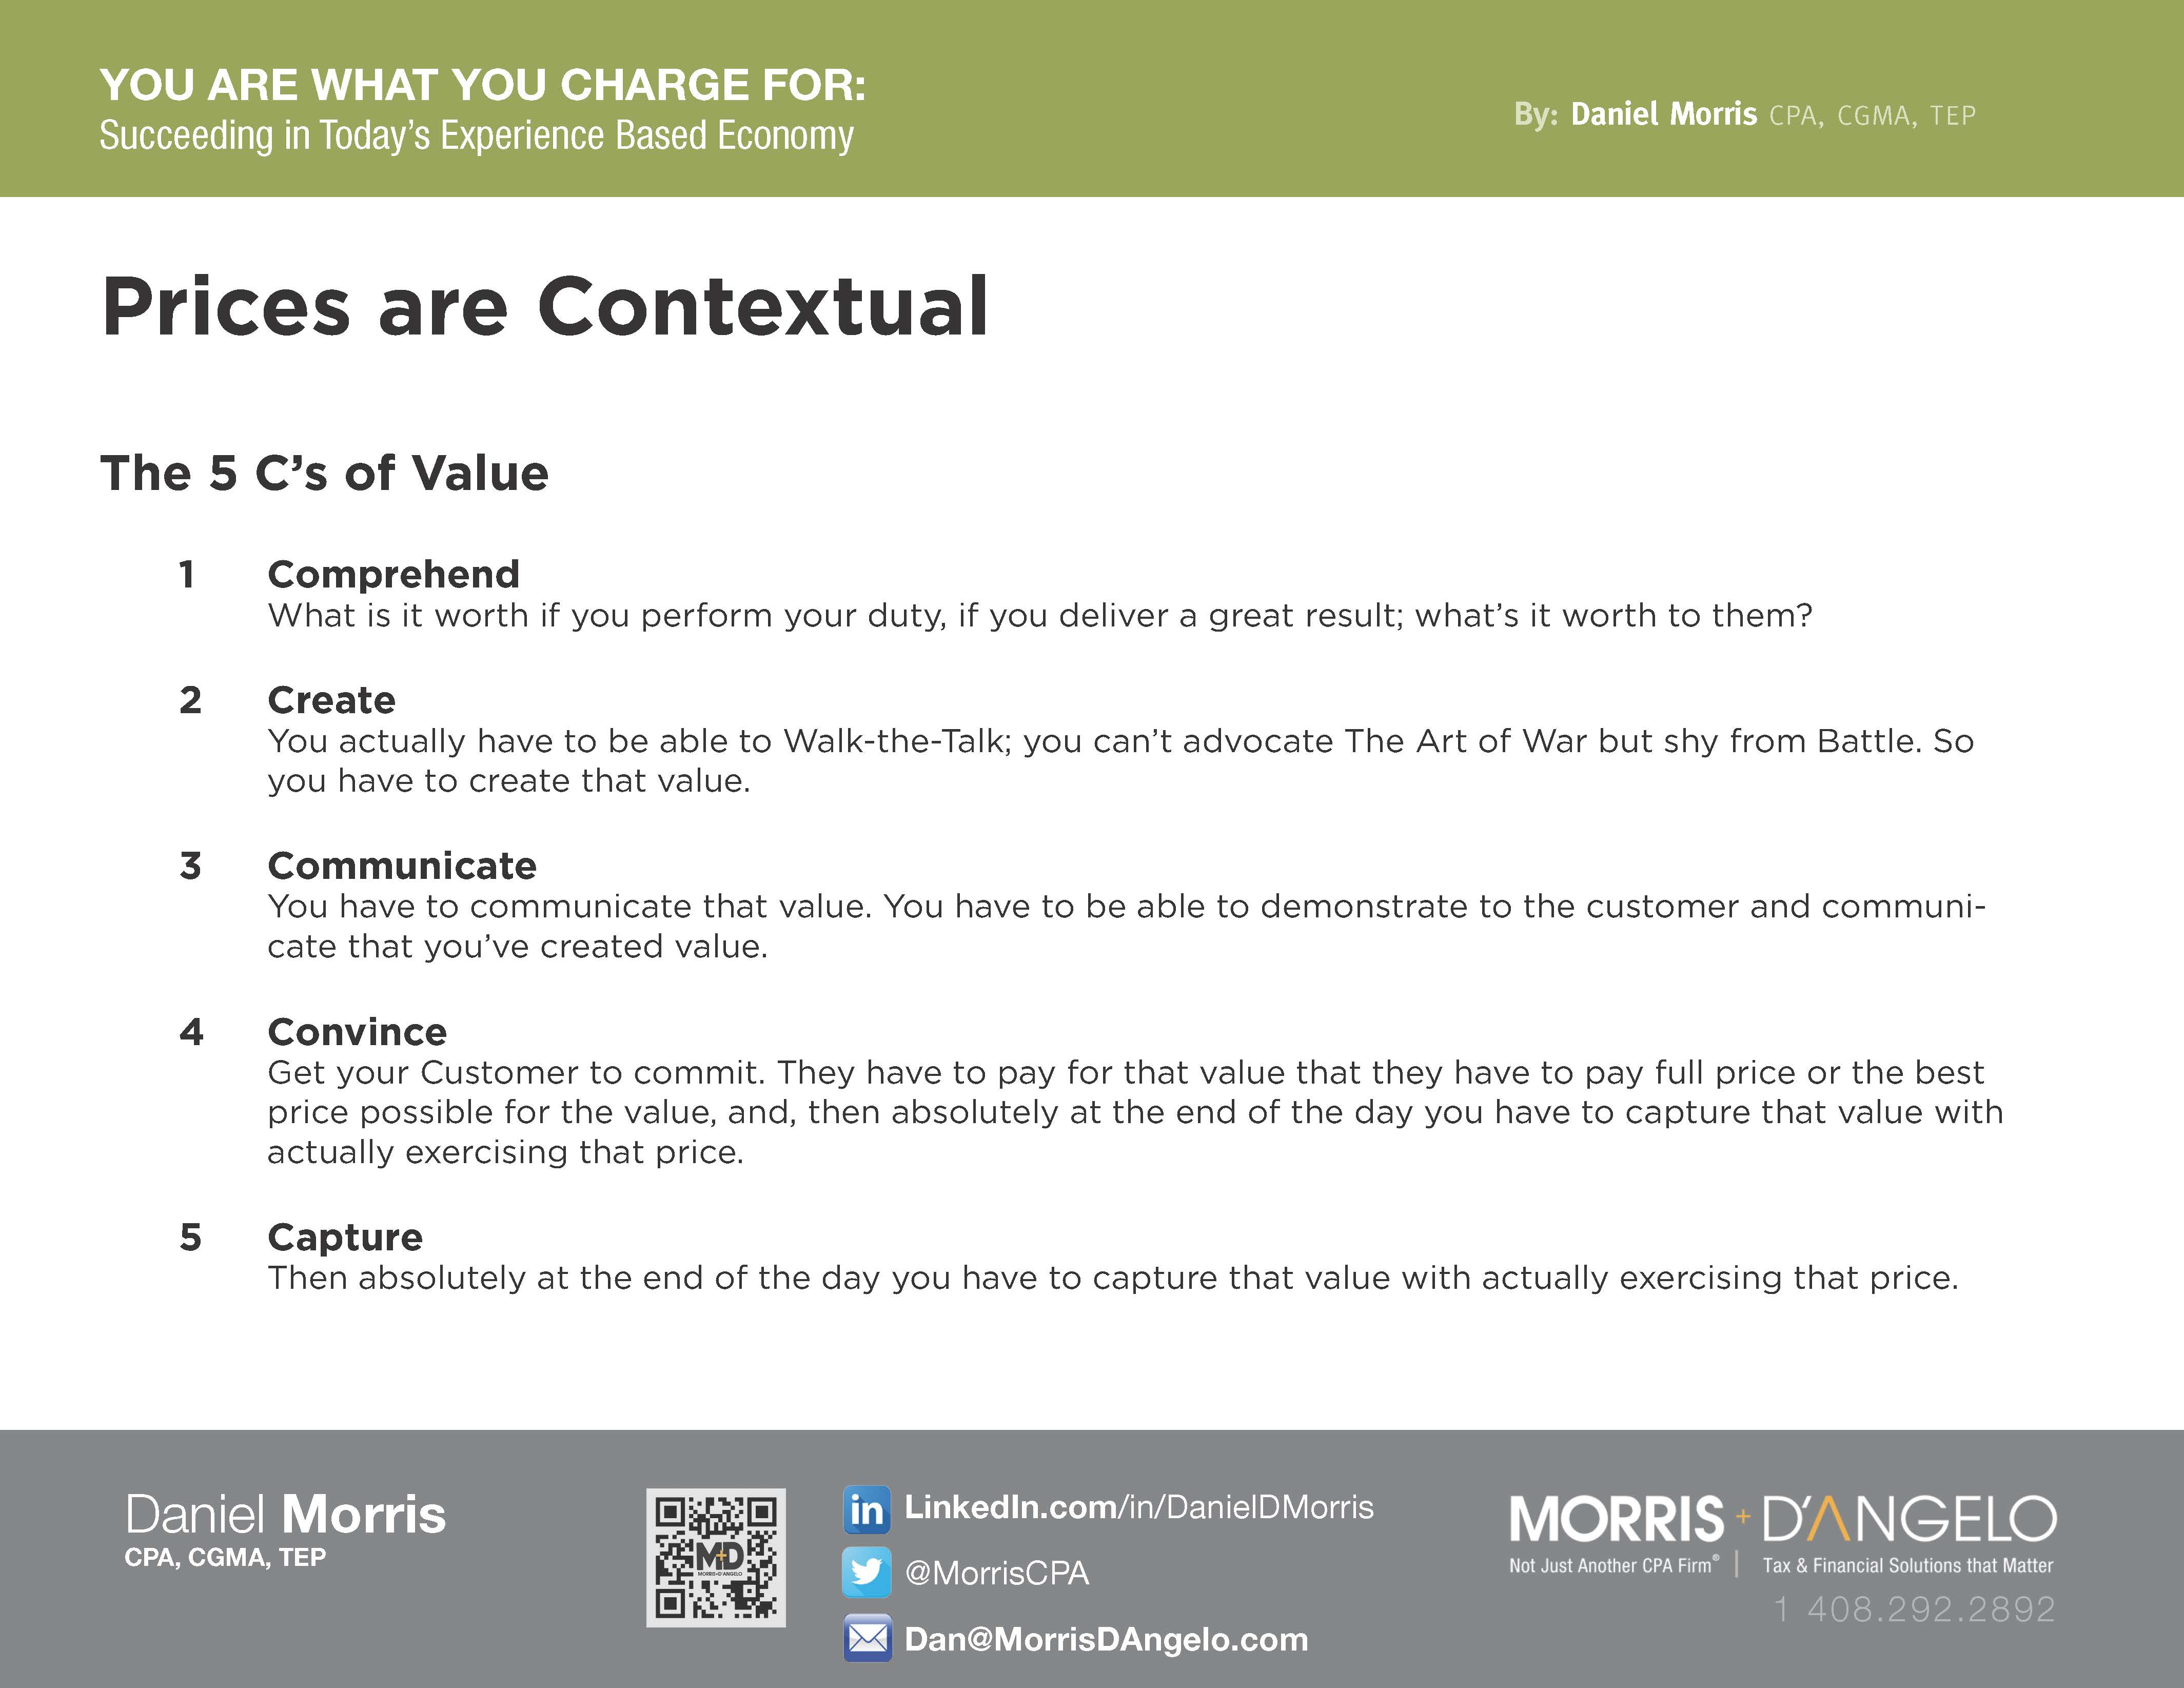 YOU ARE WHAT YOU CHARGE FOR:
Succeeding in Today's Experience Based Economy
By: Daniel Morris CPA, CGMA, TEP
Prices are Contextual
The 5 C's of Value
1 Comprehend
What is it worth if you perform your duty, if you deliver a great result; what's it worth to them?
2 Create
You actually have to be able to Walk-the-Talk; you can't advocate The Art of War but shy from Battle. So
you have to create that value.
3 Communicate
You have to communicate that value. You have to be able to demonstrate to the customer and communi-
cate that you've created value.
4 Convince
Get your Customer to commit. They have to pay for that value that they have to pay full price or the best
price possible for the value, and, then absolutely at the end of the day you have to capture that value with
actually exercising that price.
5 Capture
Then absolutely at the end of the day you have to capture that value with actually exercising that price.
Daniel Morris
CPA, CGMA, TEP
M+D
MORRIS+D'ANGELO
in LinkedIn.com/in/DanielDMorris
@MorrisCPA
Dan@MorrisDAngelo.com
MORRIS + D'ANGELO
Not Just Another CPA Firm® | Tax & Financial Solutions that Matter
1 408.292.2892